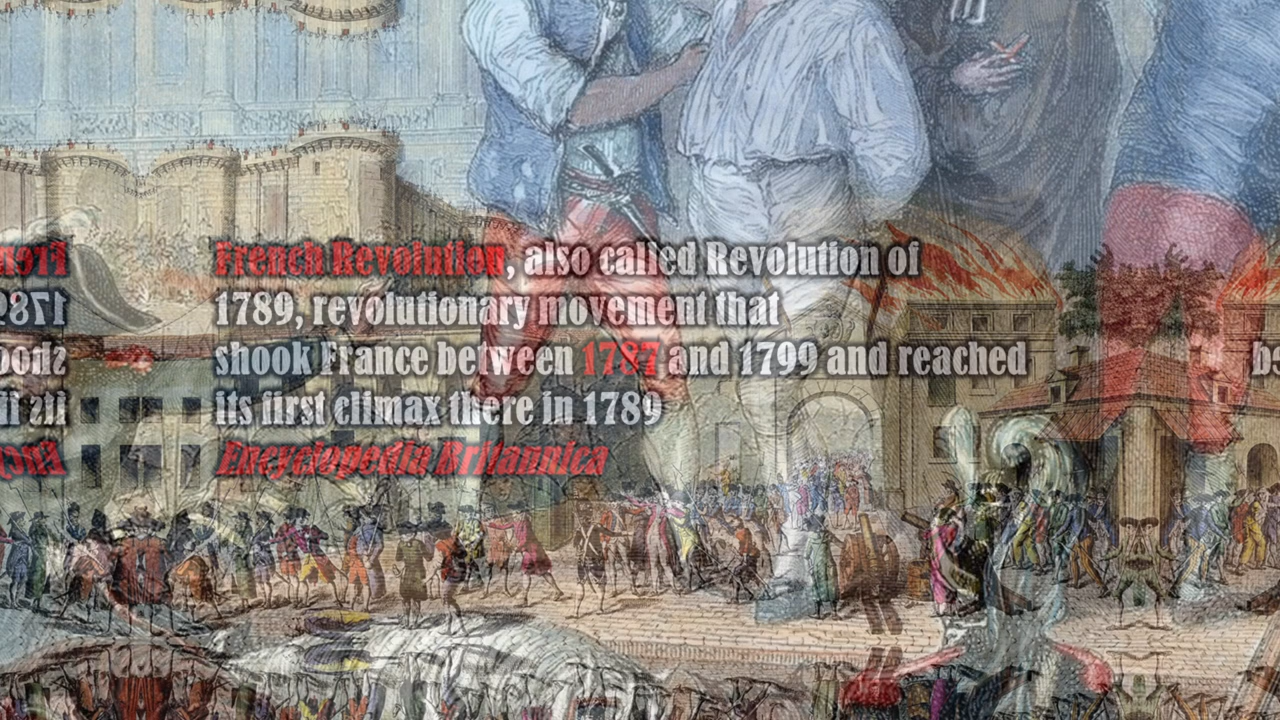 French Revolution, also called Revolution of
1789, revolutionary movement that
shook France between 1787 and 1799 and reached
its first climax there in 1789
Encyclopedia Britannica